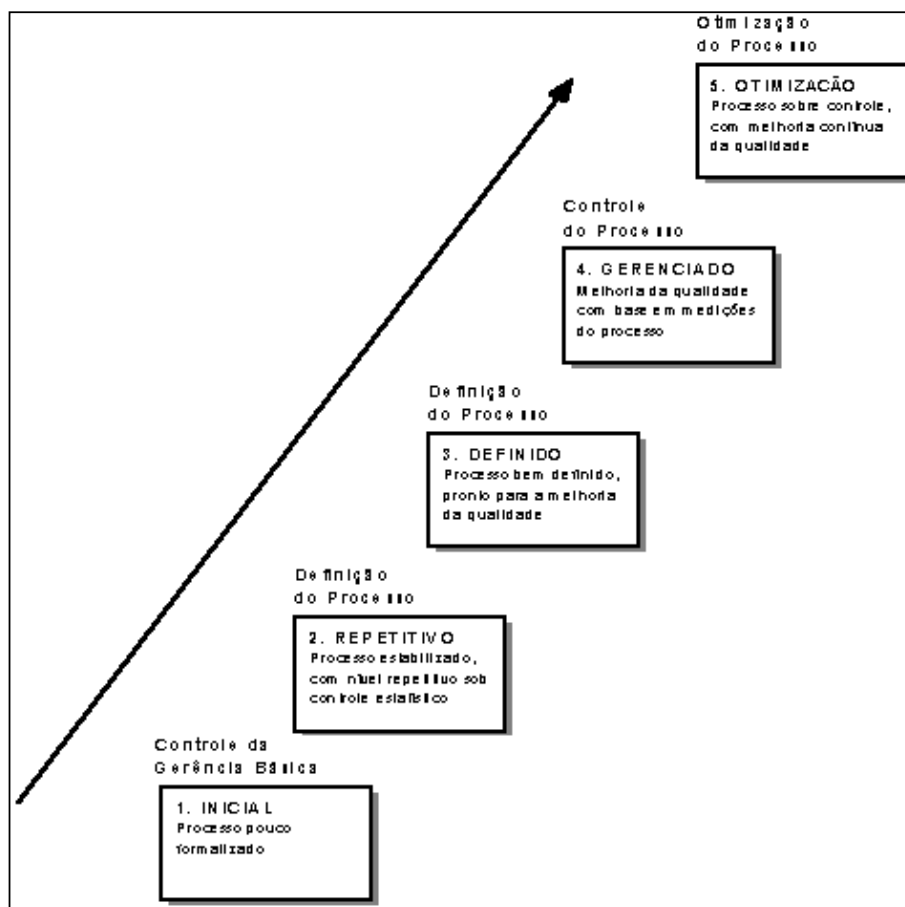 Otimização
do Processo
5. OTIMIZACÃO
Processo sobre controle,
com melhoria contínua
da qualidade
Controle
do Processo
4. GERENCIADO
Melhoria da qualidade
com base em medições
do processo
Definição
do Processo
3. DEFINIDO
Processo bem definido,
pronto para a melhoria
da qualidade
Definição
do Processo
2. REPETITIVO
Processo estabilizado,
com nível repetitivo sob
controle estatístico
Controle da
Gerência Básica
1. INICIAL
Processo pouco
formalizado